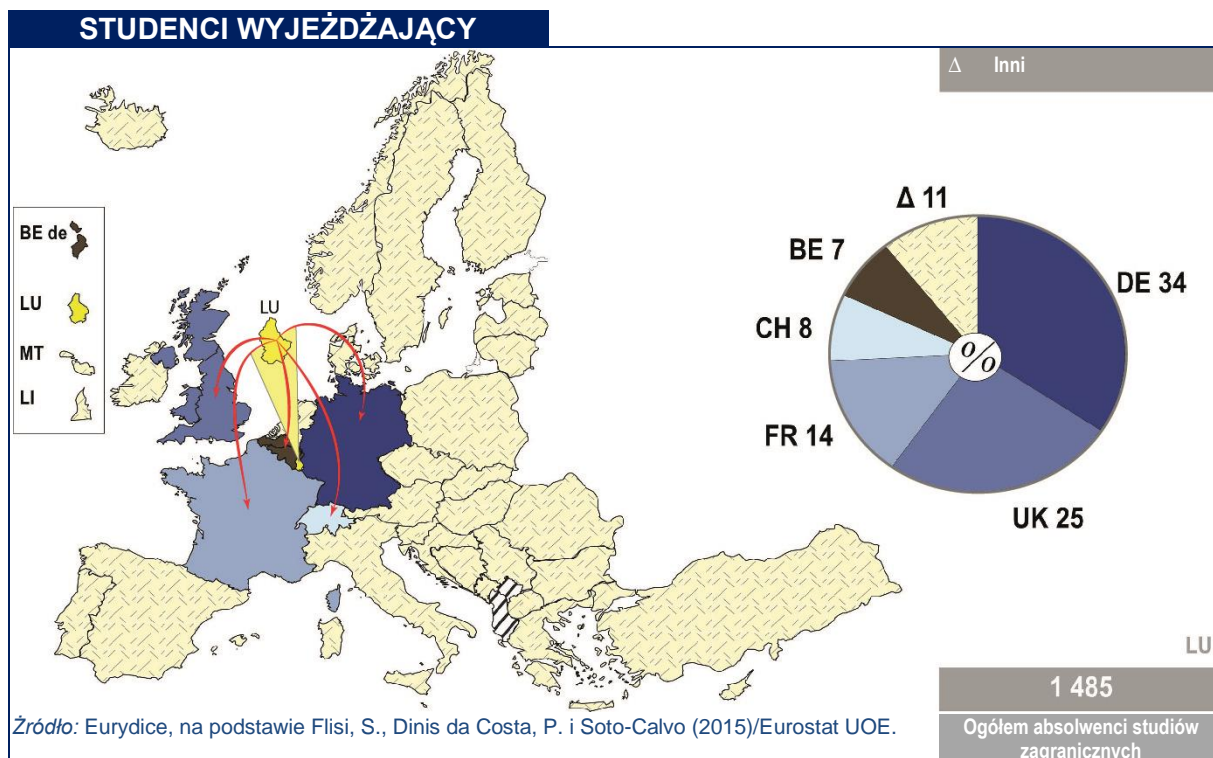 STUDENCI WYJEŻDŻAJĄCY
Δ Inni
BE de
LU
MT
LI
LU
Δ 11
BE 7
CH 8
FR 14
DE 34
UK 25
%
LU
1 485
Ogółem absolwenci studiów
zagranicznych
Źródło: Eurydice, na podstawie Flisi, S., Dinis da Costa, P. i Soto-Calvo (2015)/Eurostat UOE.